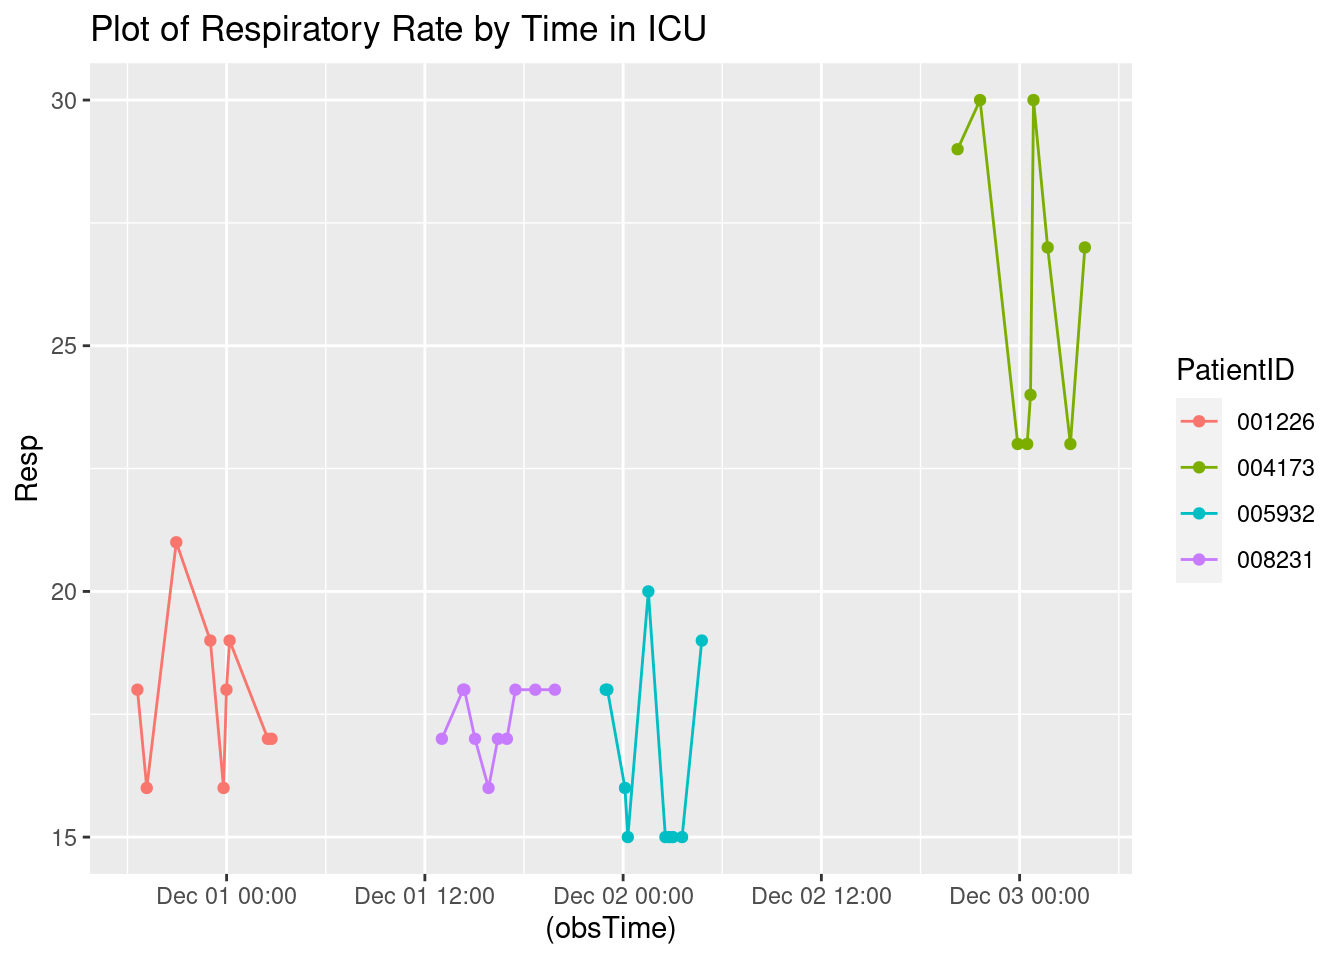 Plot of Respiratory Rate by Time in ICU
30
25
20
15
Resp
Dec 01 00:00
Dec 01 12:00
Dec 02 00:00
Dec 02 12:00
Dec 03 00:00
(obsTime)
PatientID
001226
004173
005932
008231